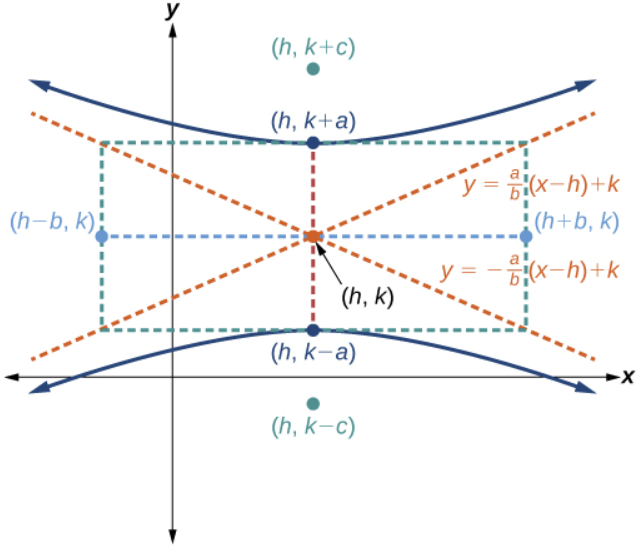 y
(h, k+c)
(h, k+a)
y = a/b (x−h)+k
(h−b, k)
(h+b, k)
y = −a/b (x−h)+k
(h, k)
(h, k−a)
x
(h, k−c)